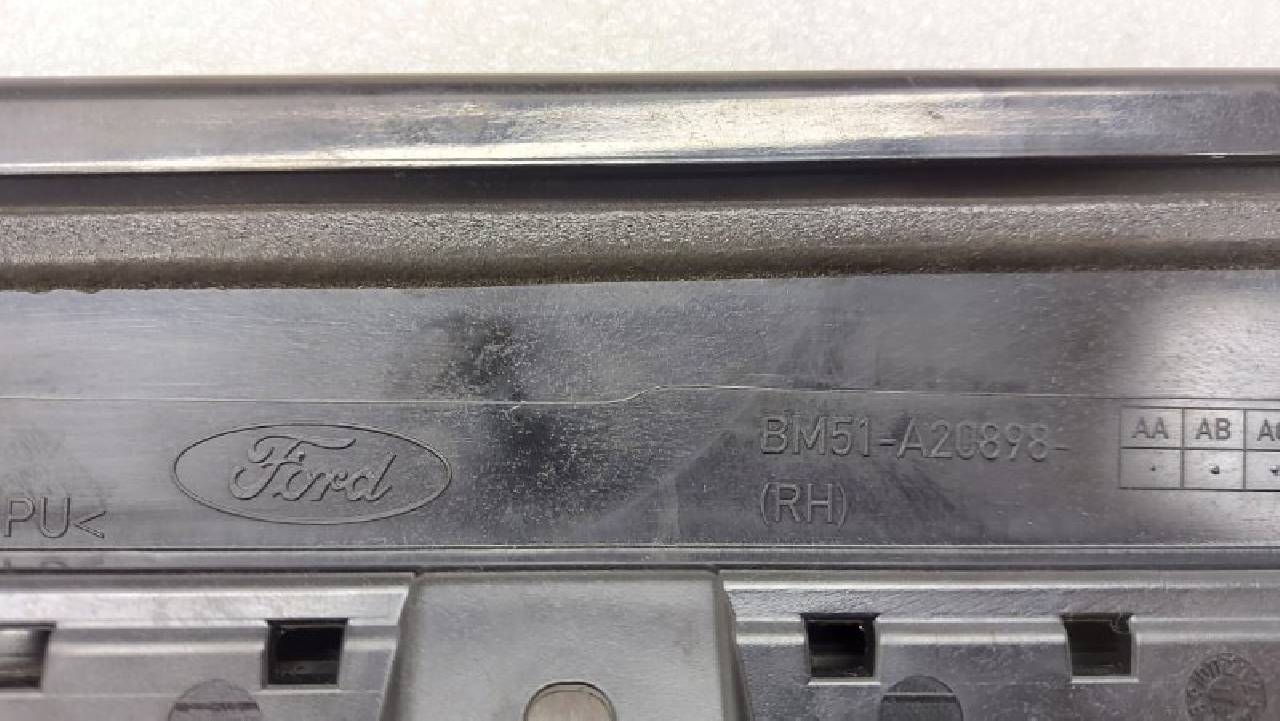 Ford
BM51-A20898-
(RH)
AA AB
PU<